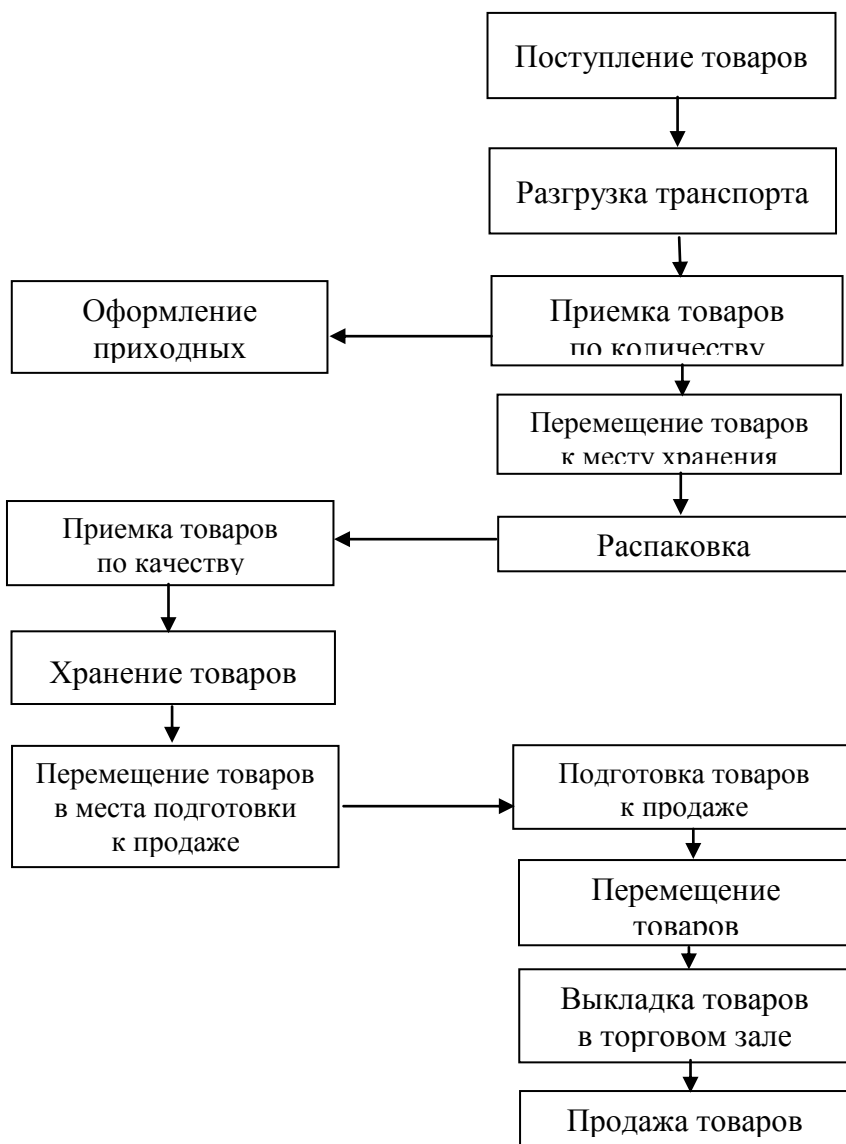 Поступление товаров
Разгрузка транспорта
Оформление
приходных
Приемка товаров
по количеству
Перемещение товаров
к месту хранения
Приемка товаров
по качеству
Распаковка
Хранение товаров
Перемещение товаров
в места подготовки
к продаже
Подготовка товаров
к продаже
Перемещение
товаров
Выкладка товаров
в торговом зале
Продажа товаров